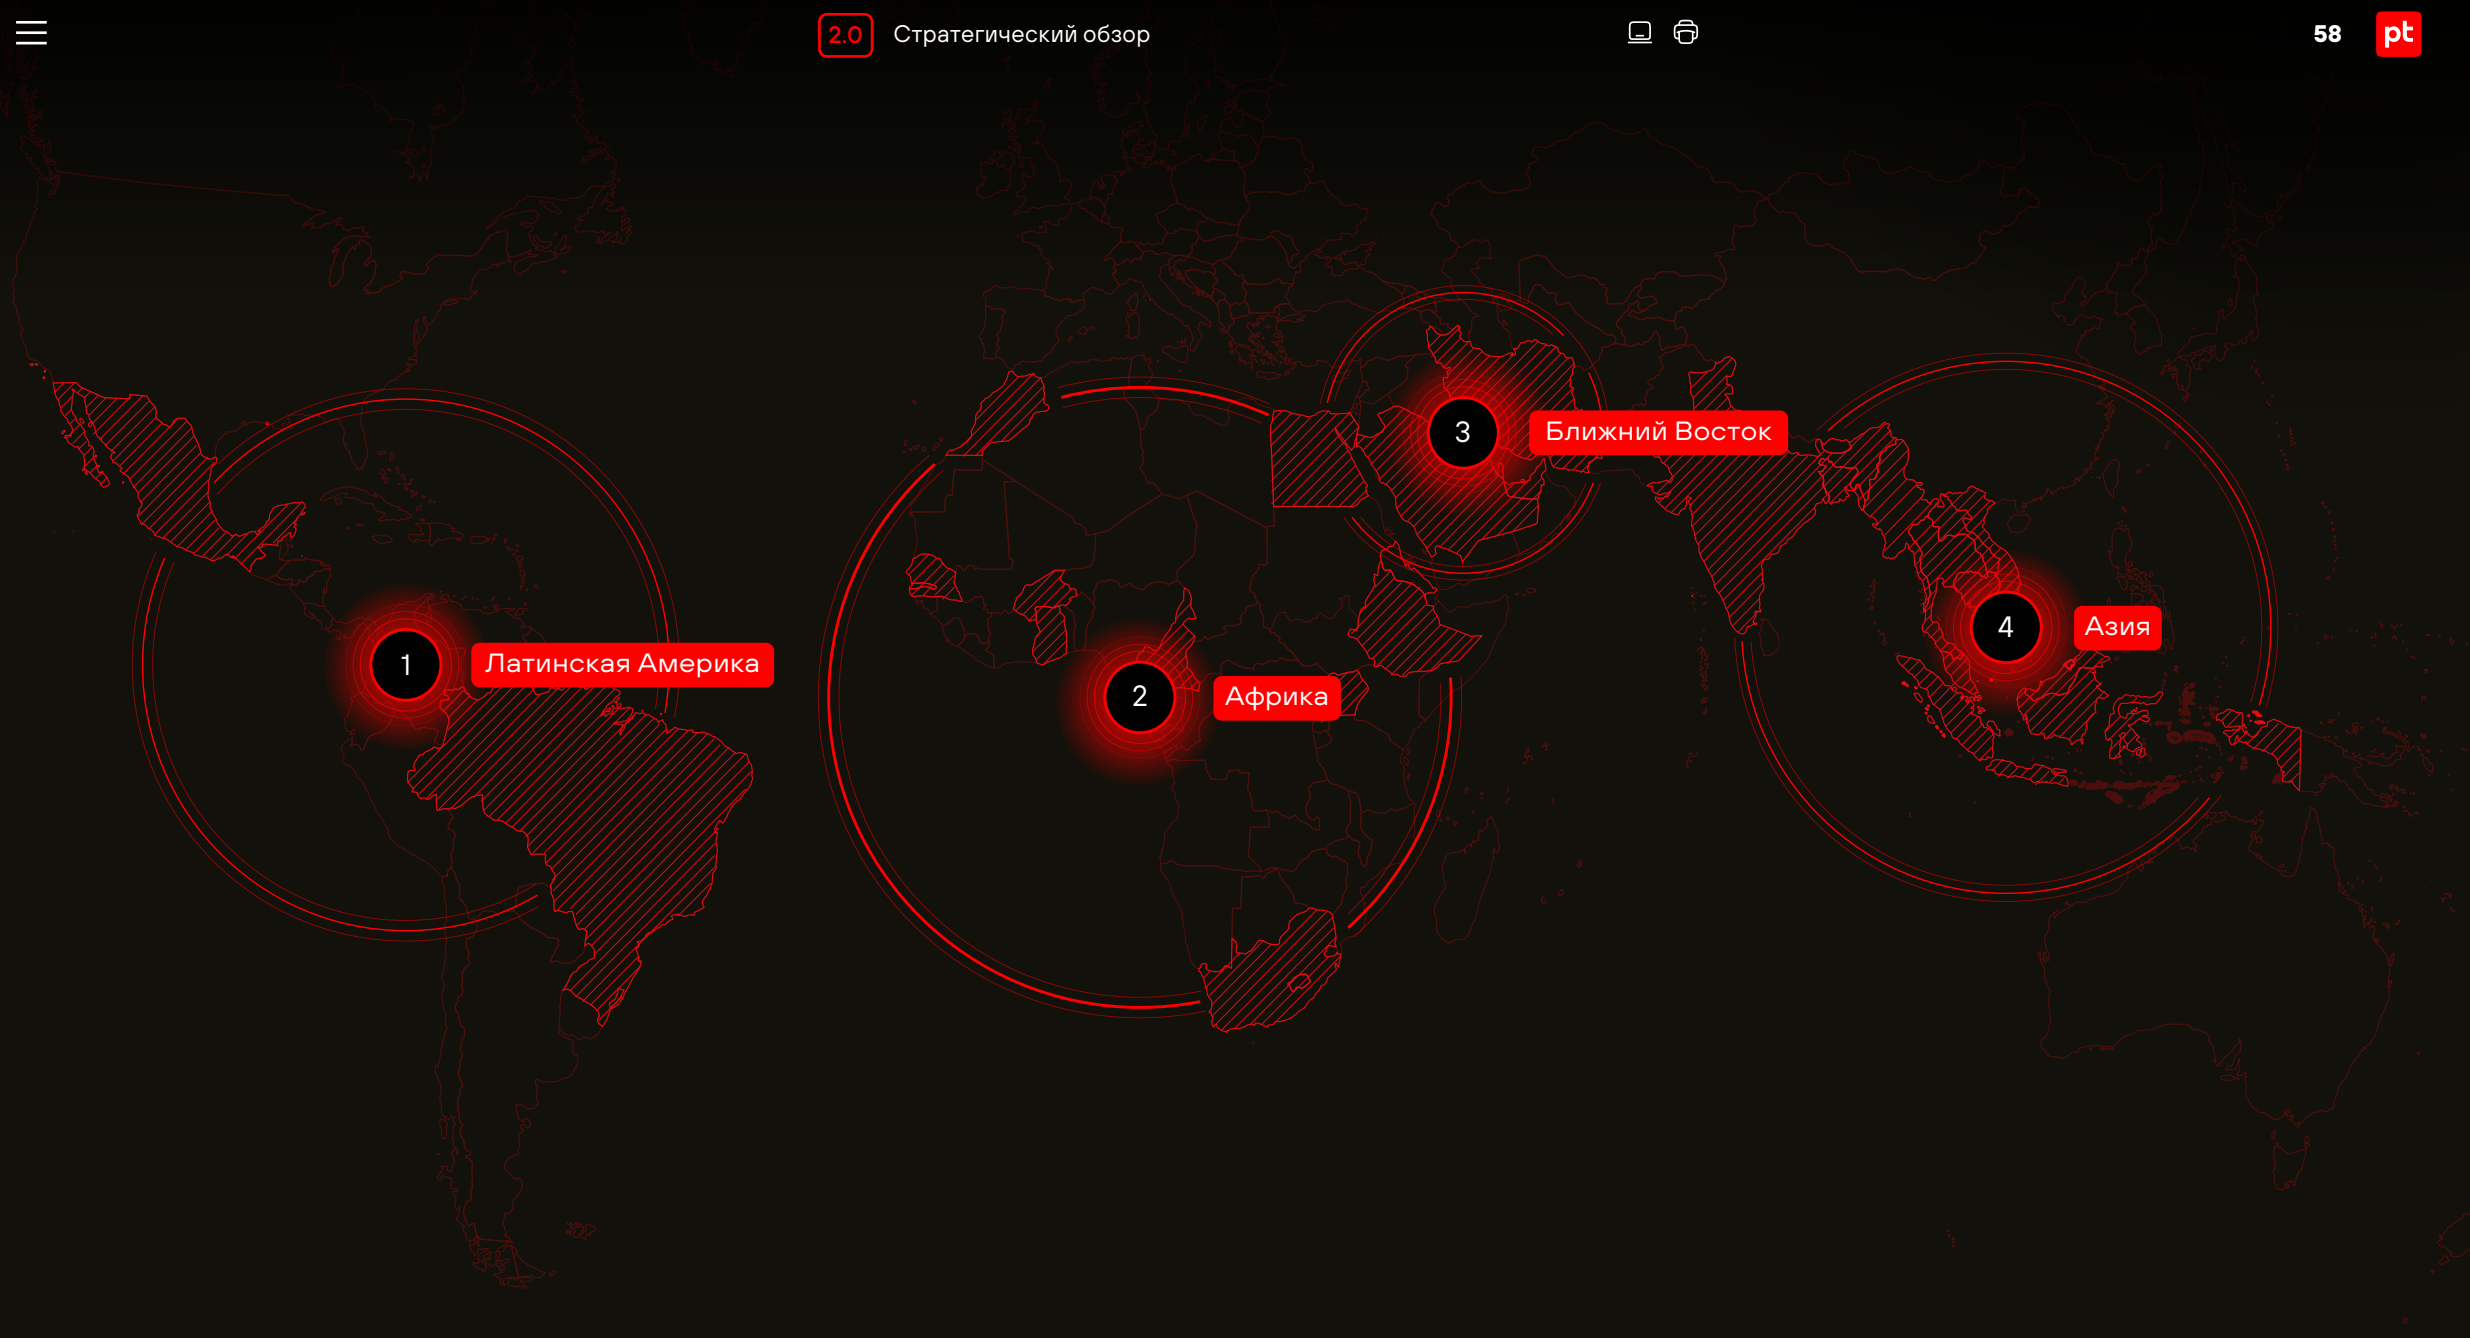 2.0 Стратегический обзор 58 pt
3 Ближний Восток
4 Азия
1 Латинская Америка
2 Африка